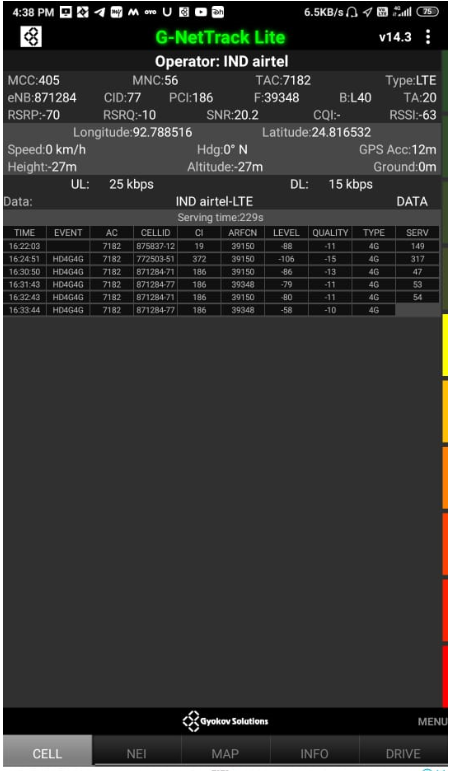 4:38 PM 6.5KB/s 75
G-NetTrack Lite v14.3
Operator: IND airtel
MCC:405 MNC:56 TAC:7182 Type:LTE
eNB:871284 CID:77 PCI:186 F:39348 B:L40 TA:20
RSRP:-70 RSRQ:-10 SNR:20.2 CQI:- RSSI:-63
Longitude:92.788516 Latitude:24.816532
Speed:0 km/h Hdg:0° N GPS Acc:12m
Height:-27m Altitude:-27m Ground:0m
UL: 25 kbps DL: 15 kbps
Data: IND airtel-LTE DATA
Serving time:229s
TIME EVENT AC CELLID CI ARFCN LEVEL QUALITY TYPE SERV
16:22:03 7182 875837-12 19 39150 -88 -11 4G 149
16:24:51 HD4G4G 7182 772503-51 372 39150 -106 -15 4G 317
16:30:50 HD4G4G 7182 871284-71 186 39150 -86 -13 4G 47
16:31:43 HD4G4G 7182 871284-77 186 39348 -79 -11 4G 53
16:32:43 HD4G4G 7182 871284-71 186 39150 -80 -11 4G 54
16:33:44 HD4G4G 7182 871284-77 186 39348 -58 -10 4G
Gyokov Solutions MENU
CELL NEI MAP INFO DRIVE